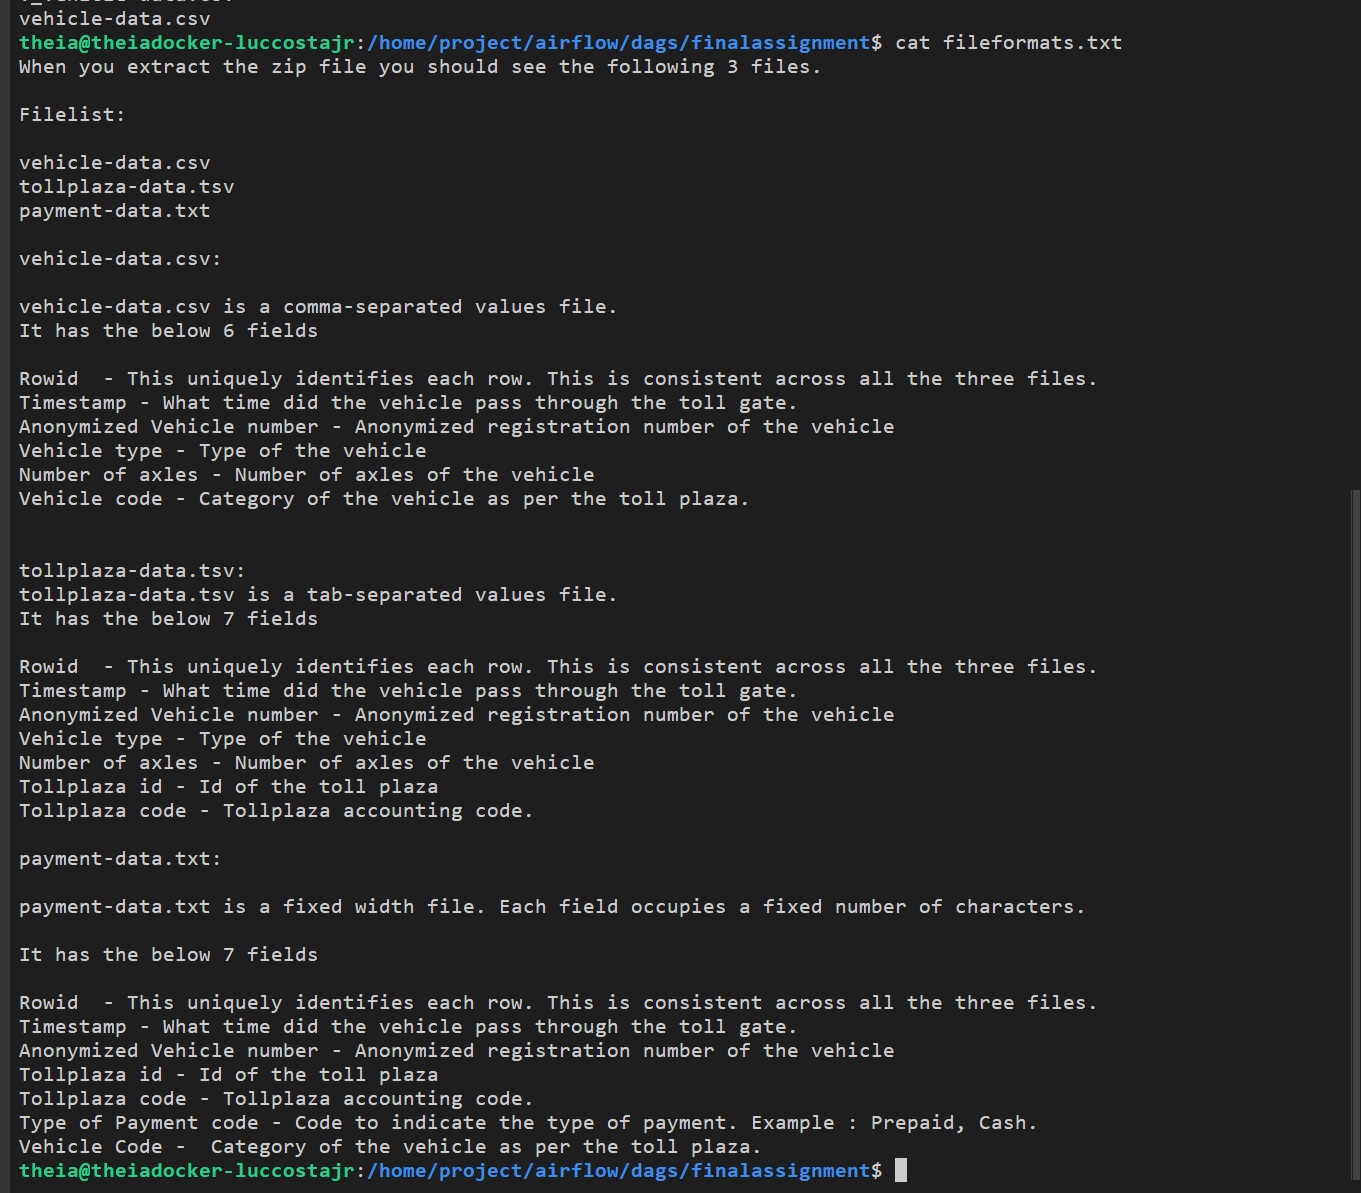 vehicle-data.csv
theia@theiadocker-luccostajr:/home/project/airflow/dags/finalassignment$ cat fileformats.txt
When you extract the zip file you should see the following 3 files.
Filelist:
vehicle-data.csv
tollplaza-data.tsv
payment-data.txt
vehicle-data.csv:
vehicle-data.csv is a comma-separated values file.
It has the below 6 fields
Rowid  - This uniquely identifies each row. This is consistent across all the three files.
Timestamp - What time did the vehicle pass through the toll gate.
Anonymized Vehicle number - Anonymized registration number of the vehicle
Vehicle type - Type of the vehicle
Number of axles - Number of axles of the vehicle
Vehicle code - Category of the vehicle as per the toll plaza.
tollplaza-data.tsv:
tollplaza-data.tsv is a tab-separated values file.
It has the below 7 fields
Rowid  - This uniquely identifies each row. This is consistent across all the three files.
Timestamp - What time did the vehicle pass through the toll gate.
Anonymized Vehicle number - Anonymized registration number of the vehicle
Vehicle type - Type of the vehicle
Number of axles - Number of axles of the vehicle
Tollplaza id - Id of the toll plaza
Tollplaza code - Tollplaza accounting code.
payment-data.txt:
payment-data.txt is a fixed width file. Each field occupies a fixed number of characters.
It has the below 7 fields
Rowid  - This uniquely identifies each row. This is consistent across all the three files.
Timestamp - What time did the vehicle pass through the toll gate.
Anonymized Vehicle number - Anonymized registration number of the vehicle
Tollplaza id - Id of the toll plaza
Tollplaza code - Tollplaza accounting code.
Type of Payment code - Code to indicate the type of payment. Example : Prepaid, Cash.
Vehicle Code -  Category of the vehicle as per the toll plaza.
theia@theiadocker-luccostajr:/home/project/airflow/dags/finalassignment$